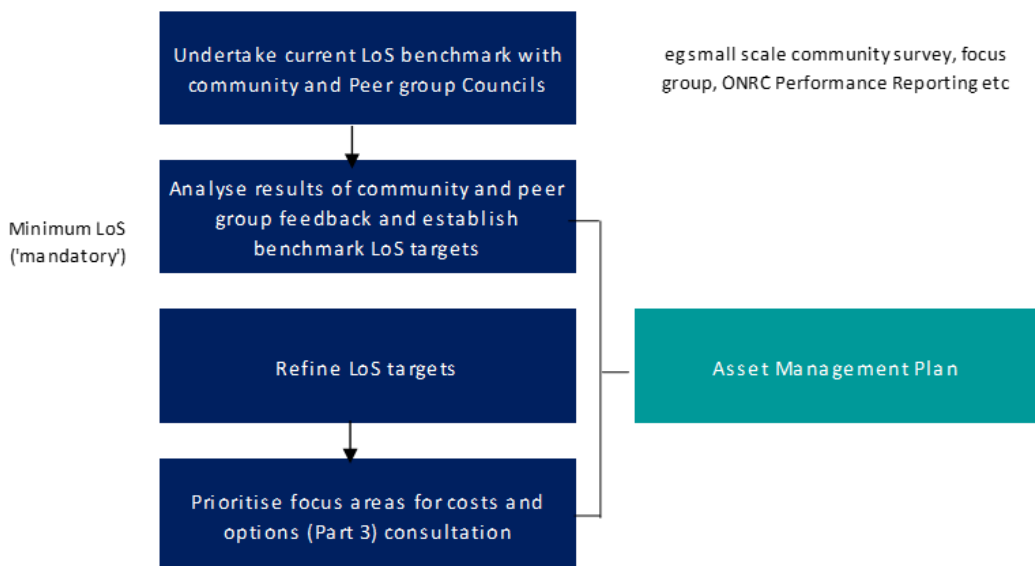 Undertake current LoS benchmark with
community and Peer group Councils
eg small scale community survey, focus
group, ONRC Performance Reporting etc
Analyse results of community and peer
group feedback and establish
benchmark LoS targets
Minimum LoS
('mandatory')
Refine LoS targets
Asset Management Plan
Prioritise focus areas for costs and
options (Part 3) consultation